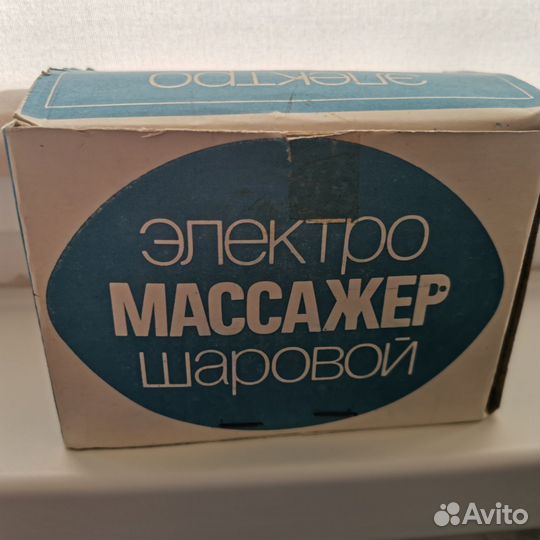 электро
электро
МАССАЖЕР
шаровой
Avito